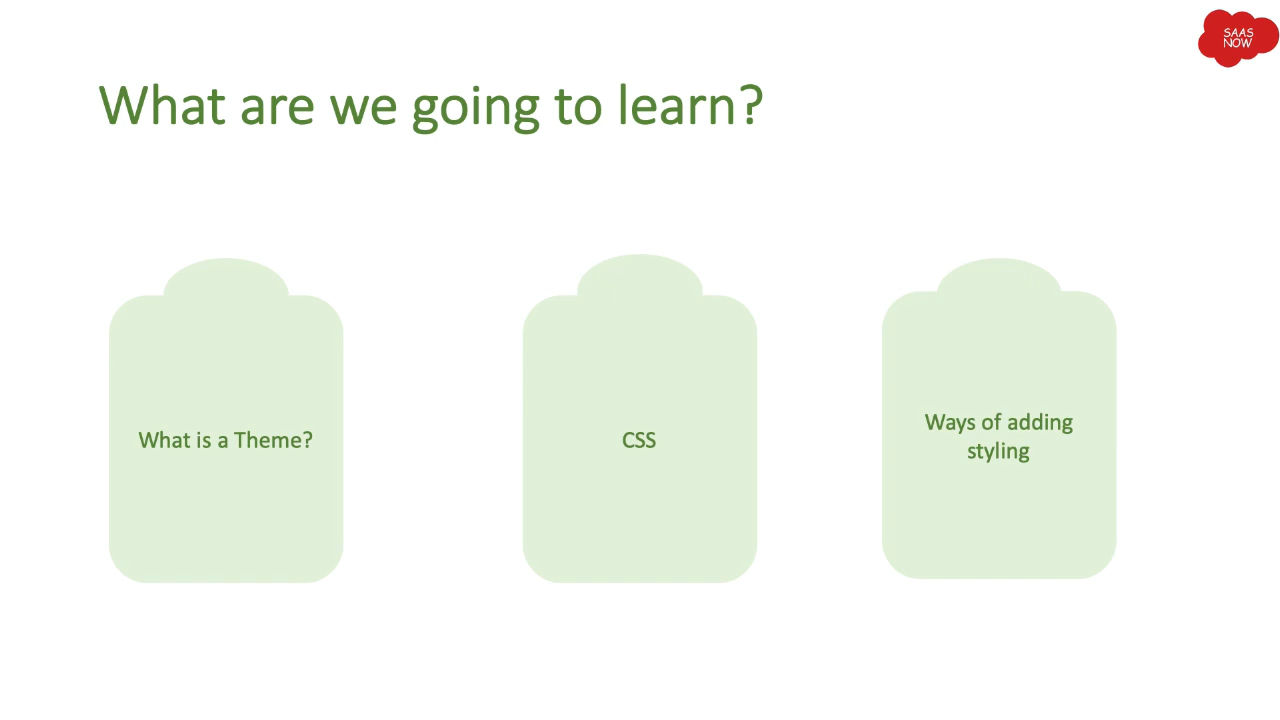 SAAS
NOW
What are we going to learn?
What is a Theme?
CSS
Ways of adding
styling